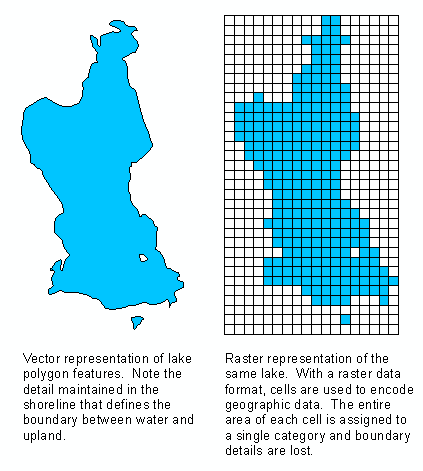 Vector representation of lake
polygon features.  Note the
detail maintained in the
shoreline that defines the
boundary between water and
upland.
Raster representation of the
same lake.  With a raster data
format, cells are used to encode
geographic data.  The entire
area of each cell is assigned to
a single category and boundary
details are lost.